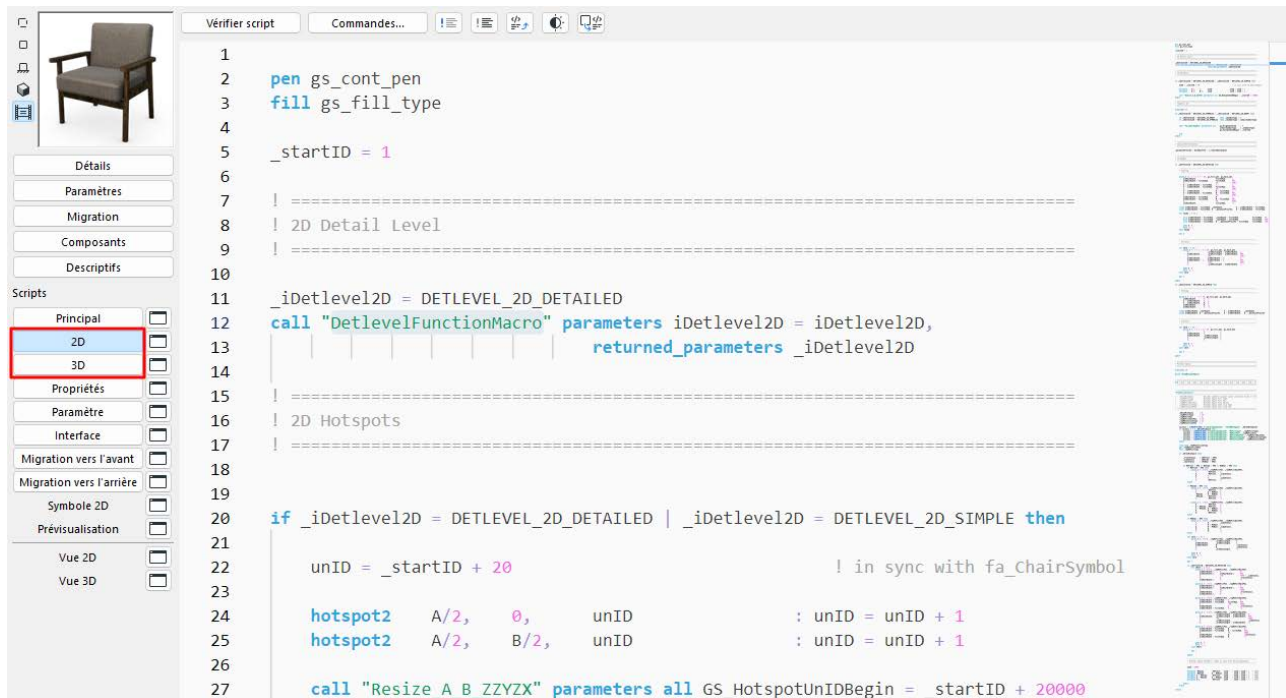 Vérifier script
Commandes...
Détails
Paramètres
Migration
Composants
Descriptifs
Scripts
Principal
2D
3D
Propriétés
Paramètre
Interface
Migration vers l'avant
Migration vers l'arrière
Symbole 2D
Prévisualisation
Vue 2D
Vue 3D
1
2 pen gs_cont_pen
3 fill gs_fill_type
4
5 _startID = 1
6
7 ! ==============================================================================
8 ! 2D Detail Level
9 ! ==============================================================================
10
11 _iDetlevel2D = DETLEVEL_2D_DETAILED
12 call "DetlevelFunctionMacro" parameters iDetlevel2D = iDetlevel2D,
13 returned_parameters _iDetlevel2D
14
15 ! ==============================================================================
16 ! 2D Hotspots
17 ! ==============================================================================
18
19
20 if _iDetlevel2D = DETLEVEL_2D_DETAILED | _iDetlevel2D = DETLEVEL_2D_SIMPLE then
21
22 unID = _startID + 20 ! in sync with fa_ChairSymbol
23
24 hotspot2 A/2, 0, unID : unID = unID + 1
25 hotspot2 A/2, B/2, unID : unID = unID + 1
26
27 call "Resize_A_B_ZZYZX" parameters all GS_HotspotUnIDBegin = _startID + 20000